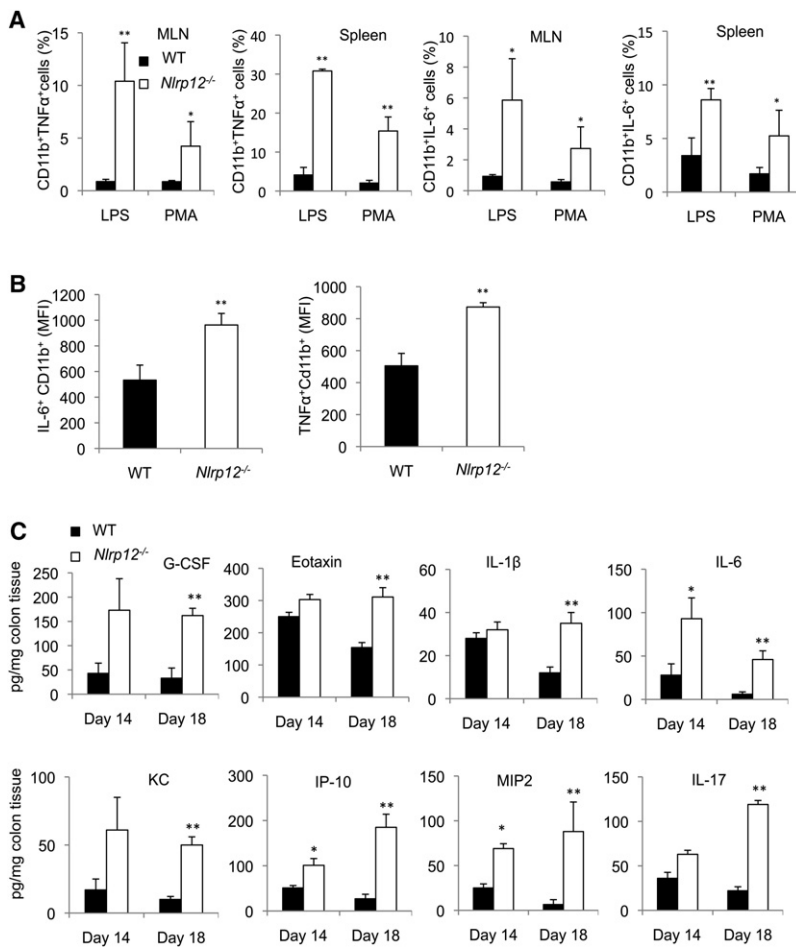 A
CD11b+TNFα+cells (%)
15
10
5
0
MLN
WT
Nlrp12-/-
**
*
LPS PMA
CD11b+TNFα+ cells (%)
40
30
20
10
0
Spleen
**
**
LPS PMA
CD11b+IL-6+ cells (%)
10
8
6
4
2
0
MLN
*
*
LPS PMA
CD11b+IL-6+ cells (%)
15
10
5
0
Spleen
**
*
LPS PMA
B
IL-6+ CD11b+ (MFI)
1200
1000
800
600
400
200
0
**
WT Nlrp12-/-
TNFα+Cd11b+ (MFI)
1000
800
600
400
200
0
**
WT Nlrp12-/-
C
WT
Nlrp12-/-
pg/mg colon tissue
G-CSF
250
200
150
100
50
0
**
Day 14 Day 18
Eotaxin
400
300
200
100
0
**
Day 14 Day 18
IL-1β
60
40
20
0
**
Day 14 Day 18
IL-6
150
100
50
0
*
**
Day 14 Day 18
pg/mg colon tissue
KC
100
50
0
**
Day 14 Day 18
IP-10
300
200
100
0
*
**
Day 14 Day 18
MIP2
150
100
50
0
*
**
Day 14 Day 18
IL-17
150
100
50
0
**
Day 14 Day 18